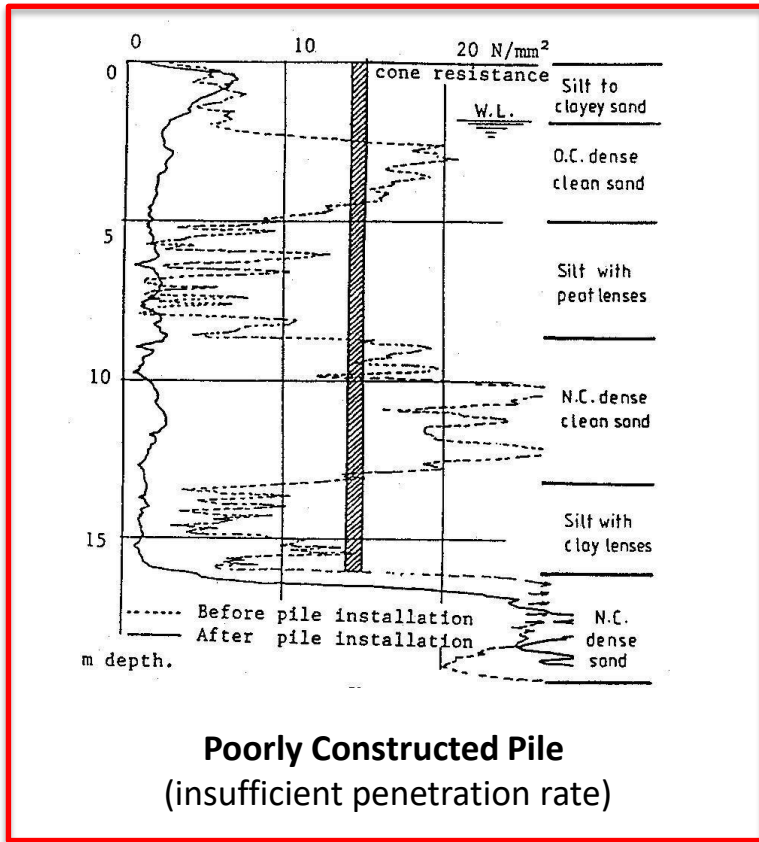 0 10 20 N/mm²
cone resistance
0
Silt to
clayey sand
W.L.
O.C. dense
clean sand
5
Silt with
peat lenses
10
N.C. dense
clean sand
Silt with
clay lenses
15
Before pile installation
After pile installation
N.C.
dense
sand
m depth.
Poorly Constructed Pile
(insufficient penetration rate)